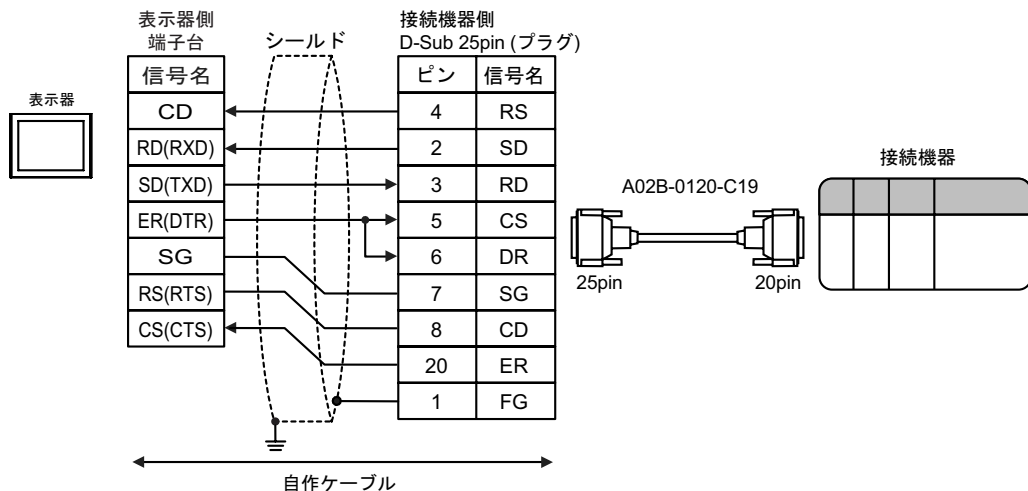 表示器側
端子台
シールド
接続機器側
D-Sub 25pin (プラグ)
信号名
ピン 信号名
表示器
CD 4 RS
RD(RXD) 2 SD
SD(TXD) 3 RD
ER(DTR) 5 CS
6 DR
SG 7 SG
RS(RTS) 8 CD
CS(CTS) 20 ER
1 FG
A02B-0120-C19
25pin
20pin
接続機器
自作ケーブル